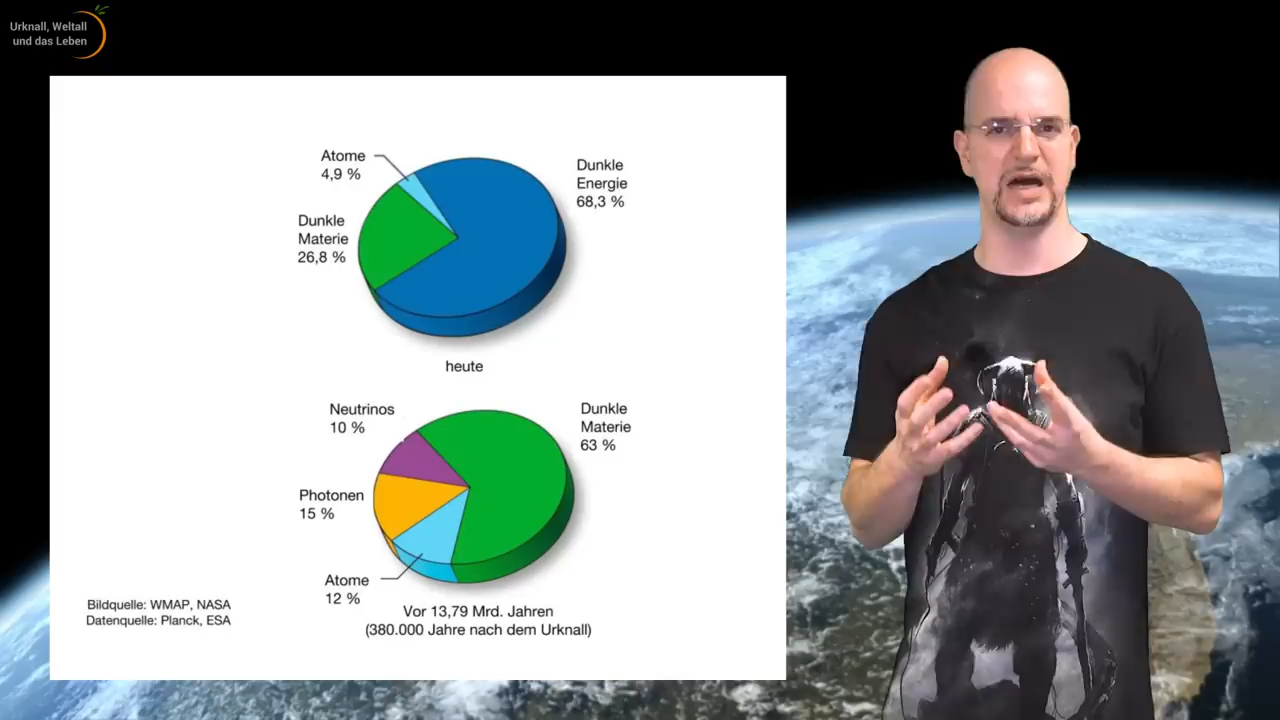 Urknall, Weltall
und das Leben
Atome
4,9 %
Dunkle
Energie
68,3 %
Dunkle
Materie
26,8 %
heute
Neutrinos
10 %
Dunkle
Materie
63 %
Photonen
15 %
Atome
12 %
Vor 13,79 Mrd. Jahren
(380.000 Jahre nach dem Urknall)
Bildquelle: WMAP, NASA
Datenquelle: Planck, ESA